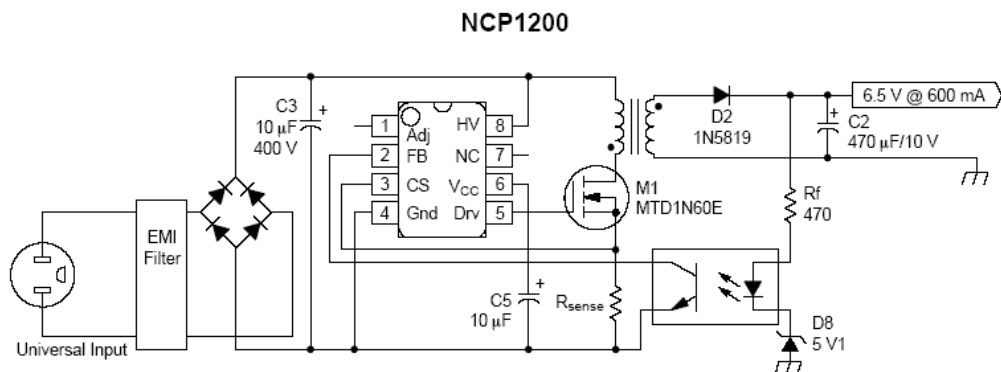 NCP1200
C3
10 μF
400 V
+
1
Adj
HV
8
2
FB
NC
7
3
CS
VCC
6
4
Gnd
Drv
5
M1
MTD1N60E
D2
1N5819
6.5 V @ 600 mA
+
C2
470 μF/10 V
Rf
470
EMI
Filter
Universal Input
C5
10 μF
+
Rsense
D8
5 V1